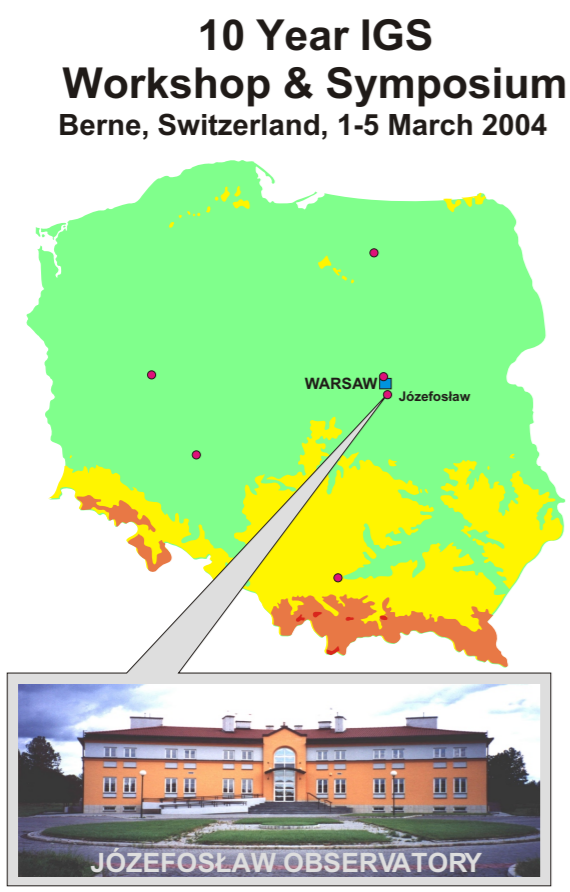 10 Year IGS
Workshop & Symposium
Berne, Switzerland, 1-5 March 2004
WARSAW
Józefosław
JÓZEFOSŁAW OBSERVATORY